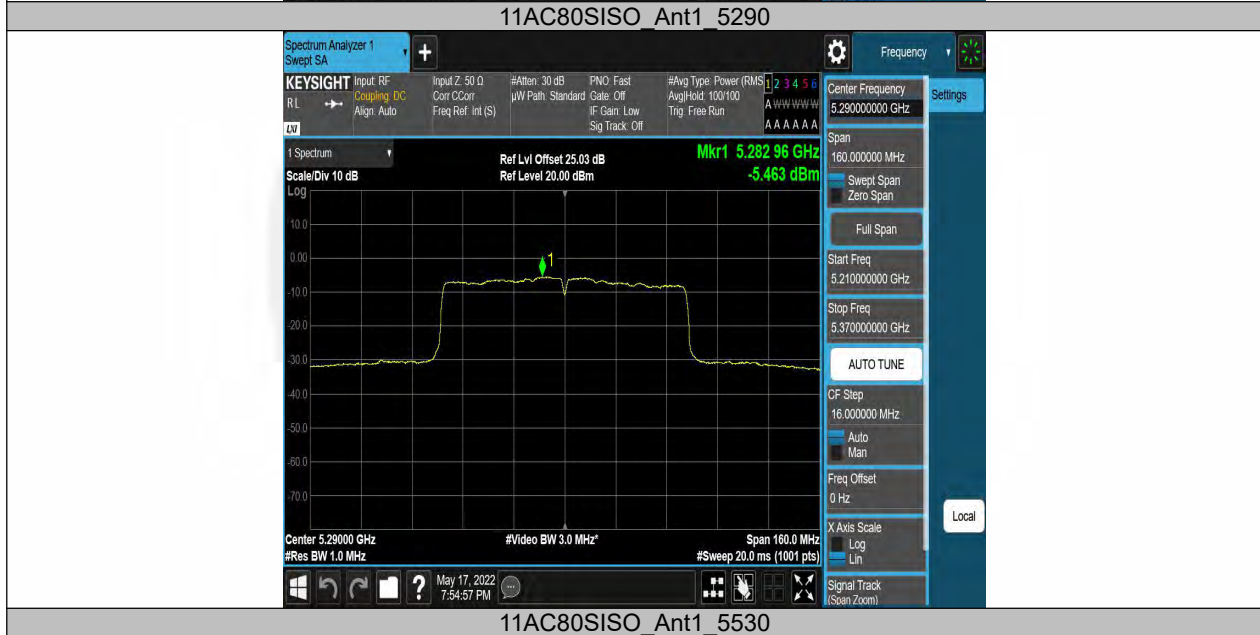 11AC80SISO_Ant1_5290
Spectrum Analyzer 1
Swept SA
+
Frequency
KEYSIGHT
RL
LXI
Input: RF
Coupling: DC
Align: Auto
Input Z: 50 Ω
Corr CCorr
Freq Ref: Int (S)
#Atten: 30 dB
µW Path: Standard
PNO: Fast
Gate: Off
IF Gain: Low
Sig Track: Off
#Avg Type: Power (RMS
Avg|Hold: 100/100
Trig: Free Run
1 2 3 4 5 6
A W W W W W
A A A A A A
Center Frequency
5.290000000 GHz
Settings
1 Spectrum
Scale/Div 10 dB
Ref Lvl Offset 25.03 dB
Ref Level 20.00 dBm
Mkr1 5.282 96 GHz
-5.463 dBm
Span
160.000000 MHz
Swept Span
Zero Span
Full Span
Start Freq
5.210000000 GHz
Stop Freq
5.370000000 GHz
AUTO TUNE
CF Step
16.000000 MHz
Auto
Man
Freq Offset
0 Hz
X Axis Scale
Log
Lin
Signal Track
(Span Zoom)
Local
Log
10.0
0.00
-10.0
-20.0
-30.0
-40.0
-50.0
-60.0
-70.0
1
Center 5.29000 GHz
#Res BW 1.0 MHz
#Video BW 3.0 MHz*
Span 160.0 MHz
#Sweep 20.0 ms (1001 pts)
?
May 17, 2022
7:54:57 PM
11AC80SISO_Ant1_5530